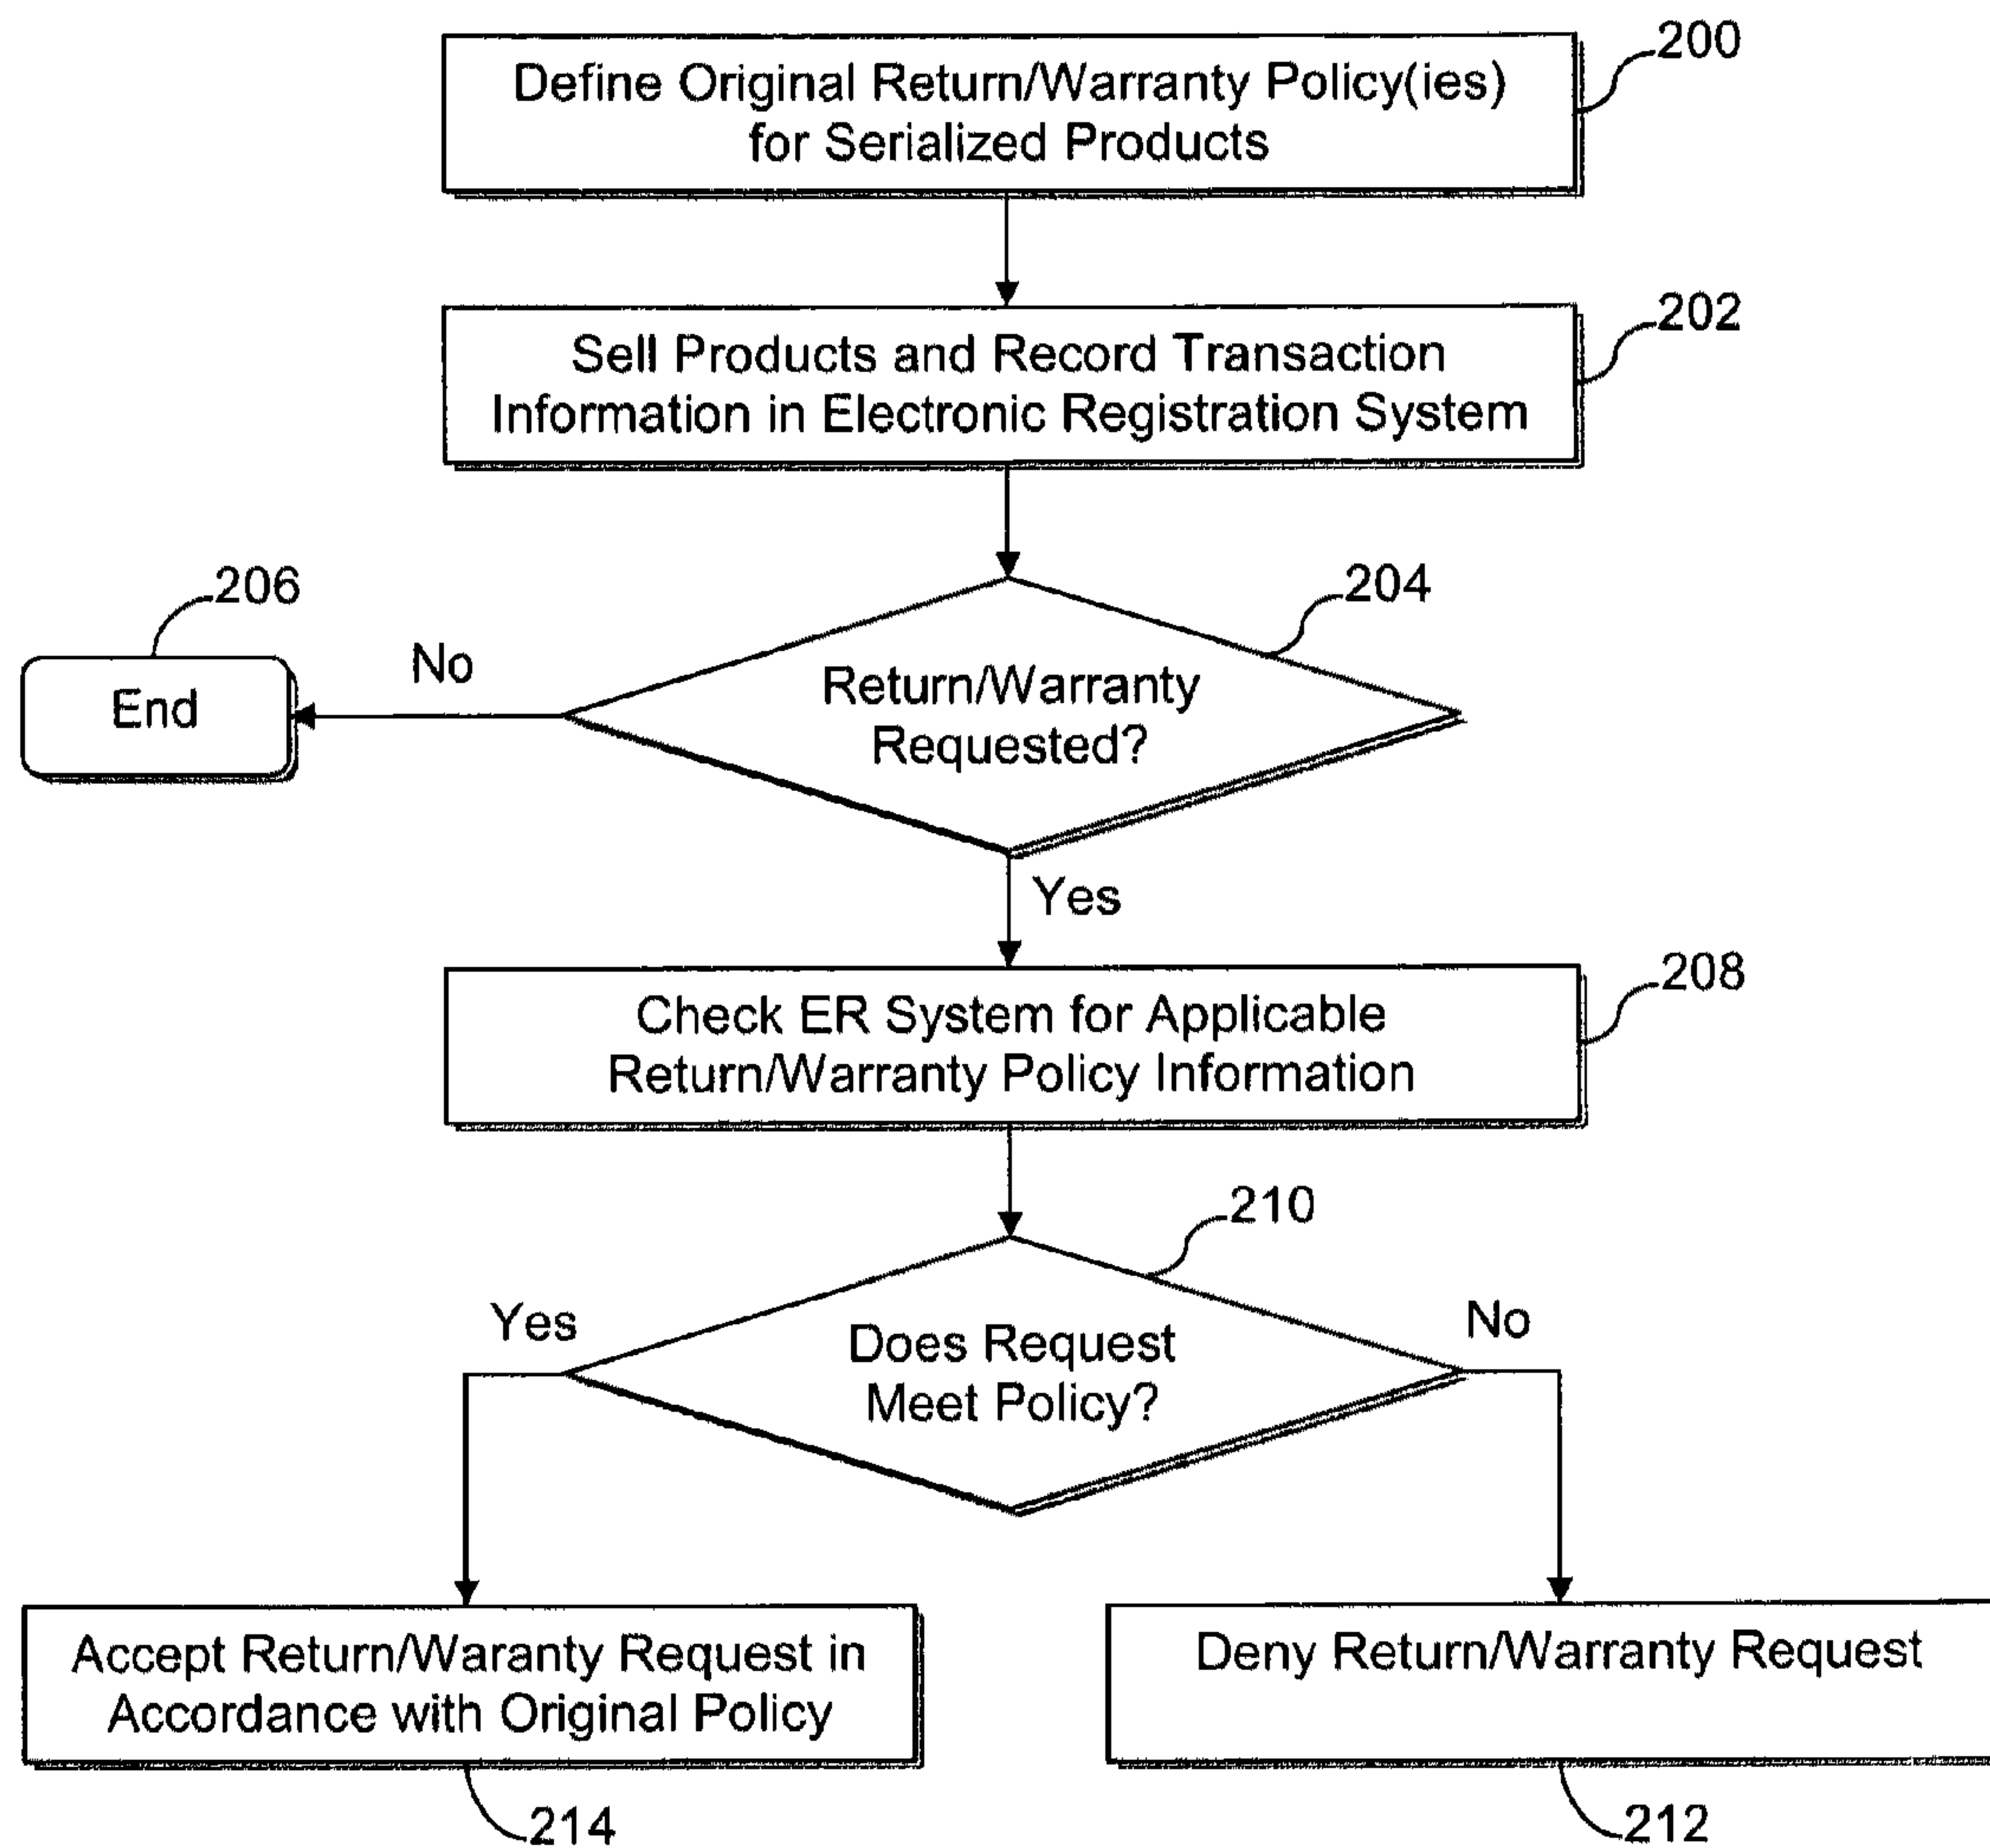 Define Original Return/Warranty Policy(ies)
for Serialized Products
200
Sell Products and Record Transaction
Information in Electronic Registration System
202
206
204
No
End
Return/Warranty
Requested?
Yes
Check ER System for Applicable
Return/Warranty Policy Information
208
210
Yes
No
Does Request
Meet Policy?
Accept Return/Waranty Request in
Accordance with Original Policy
Deny Return/Warranty Request
214
212